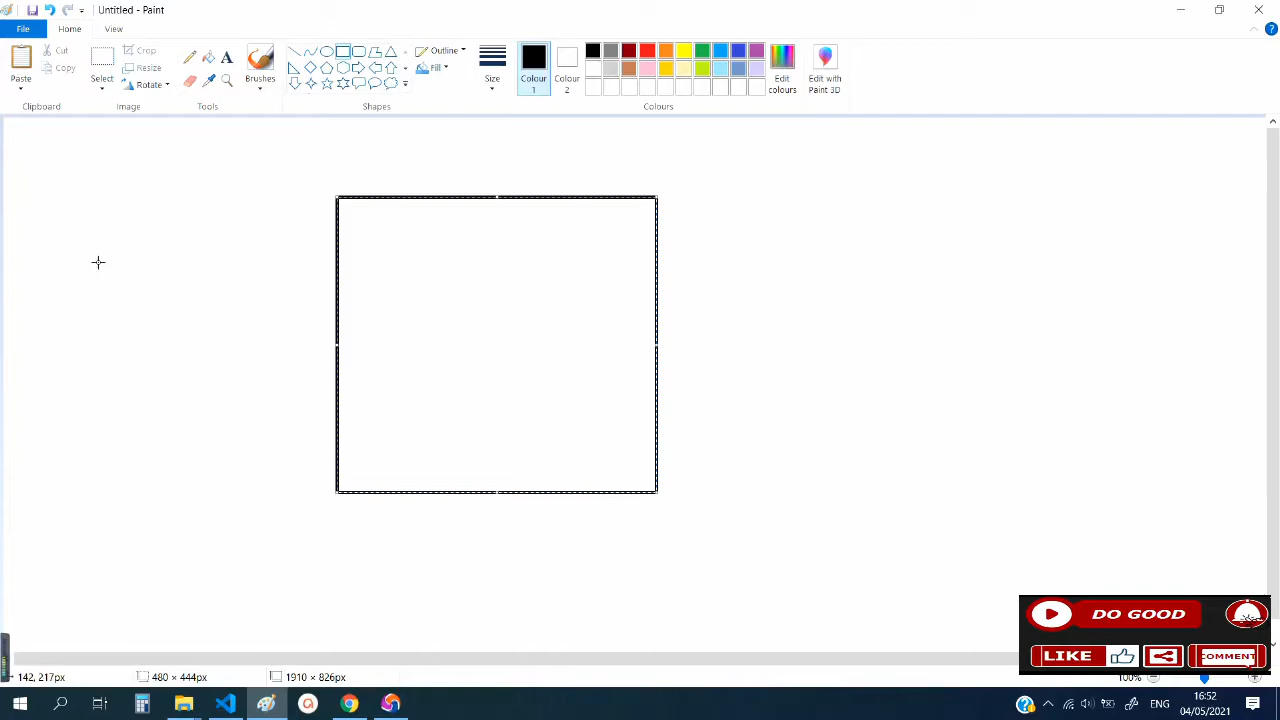 Untitled - Paint
File Home View
Paste
Cut
Copy
Clipboard
Select
Crop
Resize
Rotate
Image
Tools
Brushes
Shapes
Outline
Fill
Size
Colour 1
Colour 2
Colours
Edit colours
Edit with Paint 3D
DO GOOD
LIKE
COMMENT
142, 217px
480 × 444px
1910 × 826px
100%
ENG
16:52
04/05/2021